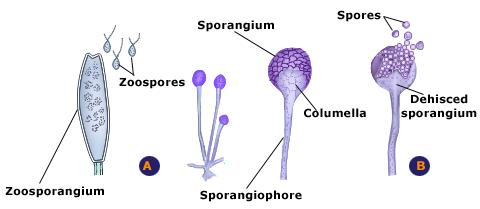 Sporangium
Spores
Zoospores
Columella
Dehisced
sporangium
A
B
Zoosporangium
Sporangiophore